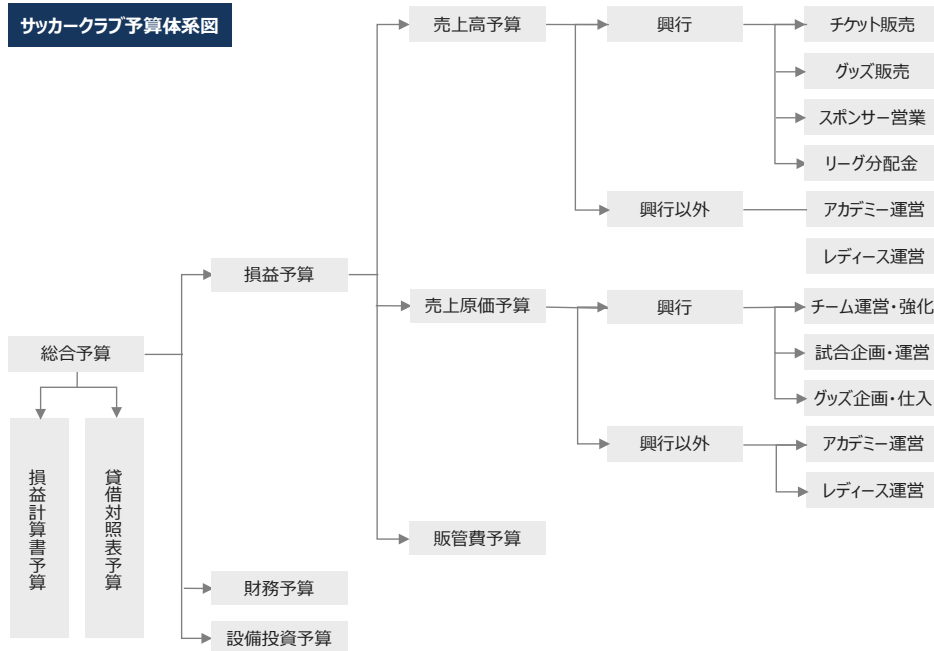 サッカークラブ予算体系図
売上高予算
興行
チケット販売
グッズ販売
スポンサー営業
リーグ分配金
興行以外
アカデミー運営
レディース運営
損益予算
売上原価予算
興行
チーム運営・強化
試合企画・運営
グッズ企画・仕入
興行以外
アカデミー運営
レディース運営
総合予算
損益計算書予算
貸借対照表予算
販管費予算
財務予算
設備投資予算